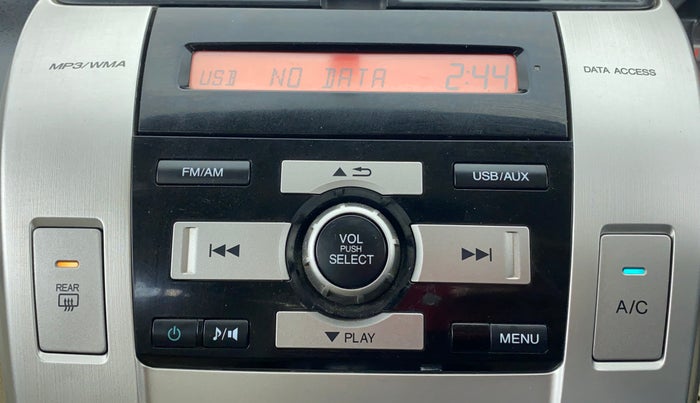 MP3/WMA
USB NO DATA 2:44
DATA ACCESS
FM/AM
USB/AUX
VOL
PUSH
SELECT
REAR
A/C
PLAY
MENU